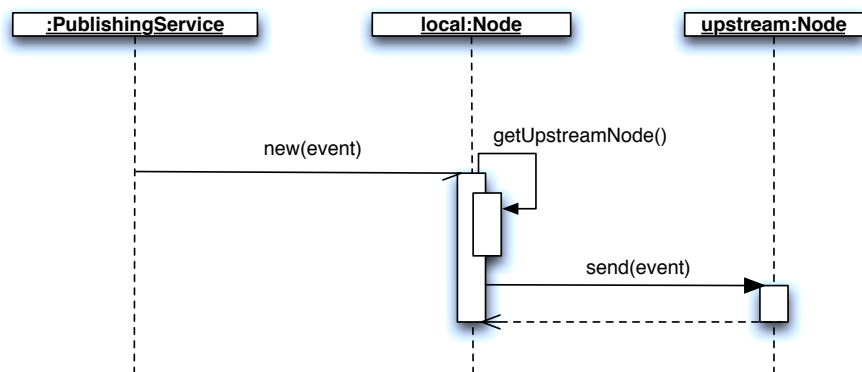 :PublishingService
local:Node
upstream:Node
getUpstreamNode()
new(event)
send(event)